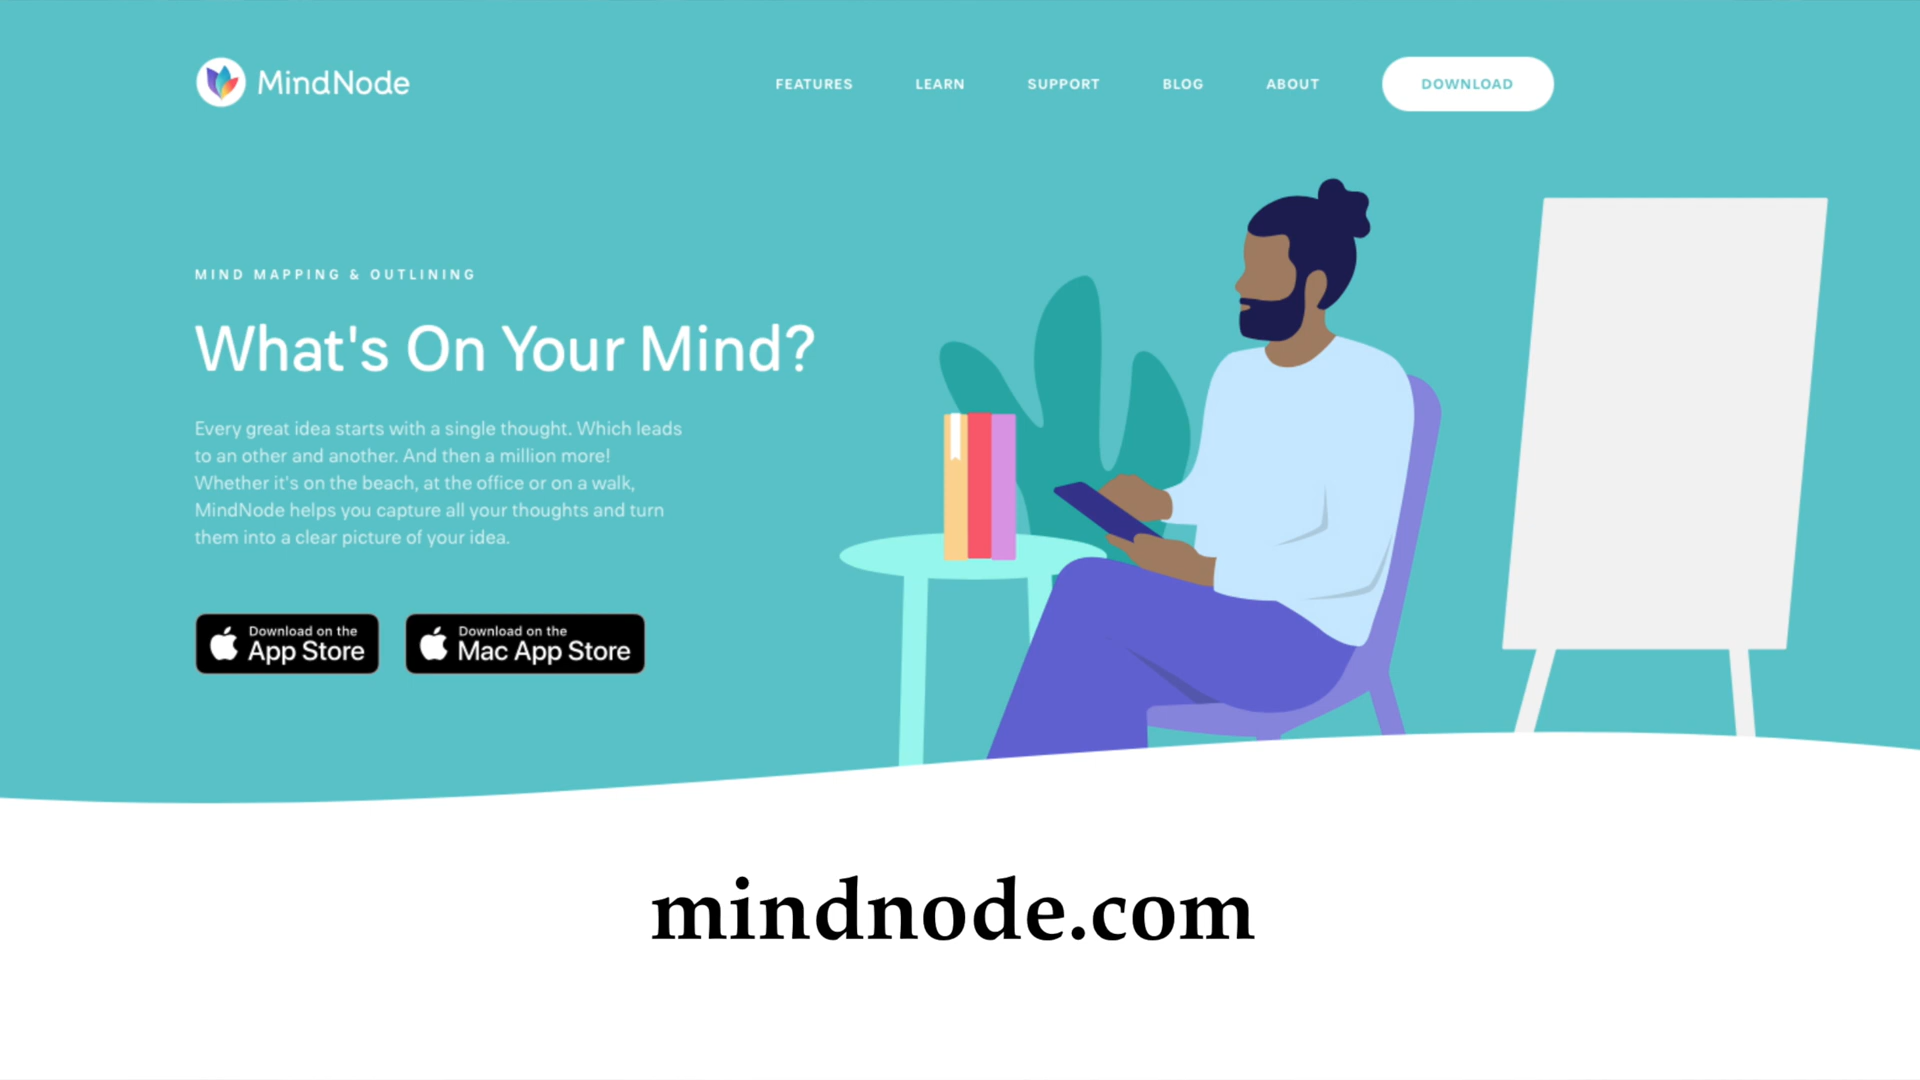 MindNode
FEATURES
LEARN
SUPPORT
BLOG
ABOUT
DOWNLOAD
MIND MAPPING & OUTLINING
What's On Your Mind?
Every great idea starts with a single thought. Which leads
to an other and another. And then a million more!
Whether it's on the beach, at the office or on a walk,
MindNode helps you capture all your thoughts and turn
them into a clear picture of your idea.
Download on the
App Store
Download on the
Mac App Store
mindnode.com